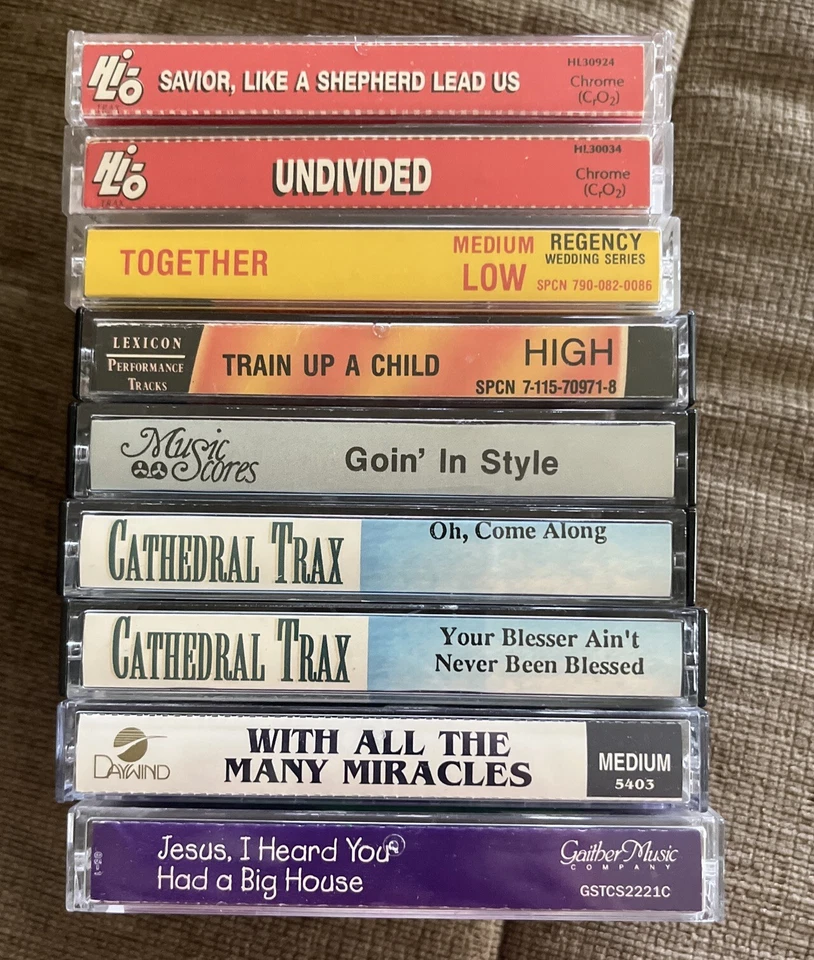 Hi-Lo
TRAX
SAVIOR, LIKE A SHEPHERD LEAD US
HL30924
Chrome
(CrO2)
Hi-Lo
TRAX
UNDIVIDED
HL30034
Chrome
(CrO2)
TOGETHER
MEDIUM
LOW
REGENCY
WEDDING SERIES
SPCN 790-082-0086
LEXICON
PERFORMANCE
TRACKS
TRAIN UP A CHILD
HIGH
SPCN 7-115-70971-8
Music
Scores
Goin' In Style
CATHEDRAL TRAX
Oh, Come Along
CATHEDRAL TRAX
Your Blesser Ain't
Never Been Blessed
DAYWIND
WITH ALL THE
MANY MIRACLES
MEDIUM
5403
Jesus, I Heard You
Had a Big House
Gaither Music
COMPANY
GSTCS2221C